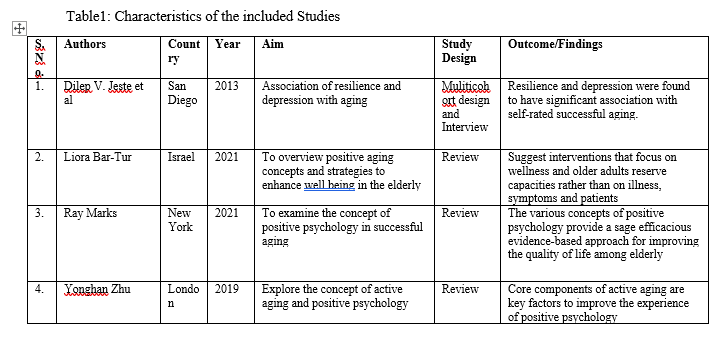 Table1: Characteristics of the included Studies
S.
N
o.
Authors
Count
ry
Year
Aim
Study
Design
Outcome/Findings
1.
Dilep V. Jeste et
al
San
Diego
2013
Association of resilience and
depression with aging
Muliticoh
ort design
and
Interview
Resilience and depression were found
to have significant association with
self-rated successful aging.
2.
Liora Bar-Tur
Israel
2021
To overview positive aging
concepts and strategies to
enhance well being in the elderly
Review
Suggest interventions that focus on
wellness and older adults reserve
capacities rather than on illness,
symptoms and patients
3.
Ray Marks
New
York
2021
To examine the concept of
positive psychology in successful
aging
Review
The various concepts of positive
psychology provide a sage efficacious
evidence-based approach for improving
the quality of life among elderly
4.
Yonghan Zhu
Londo
n
2019
Explore the concept of active
aging and positive psychology
Review
Core components of active aging are
key factors to improve the experience
of positive psychology